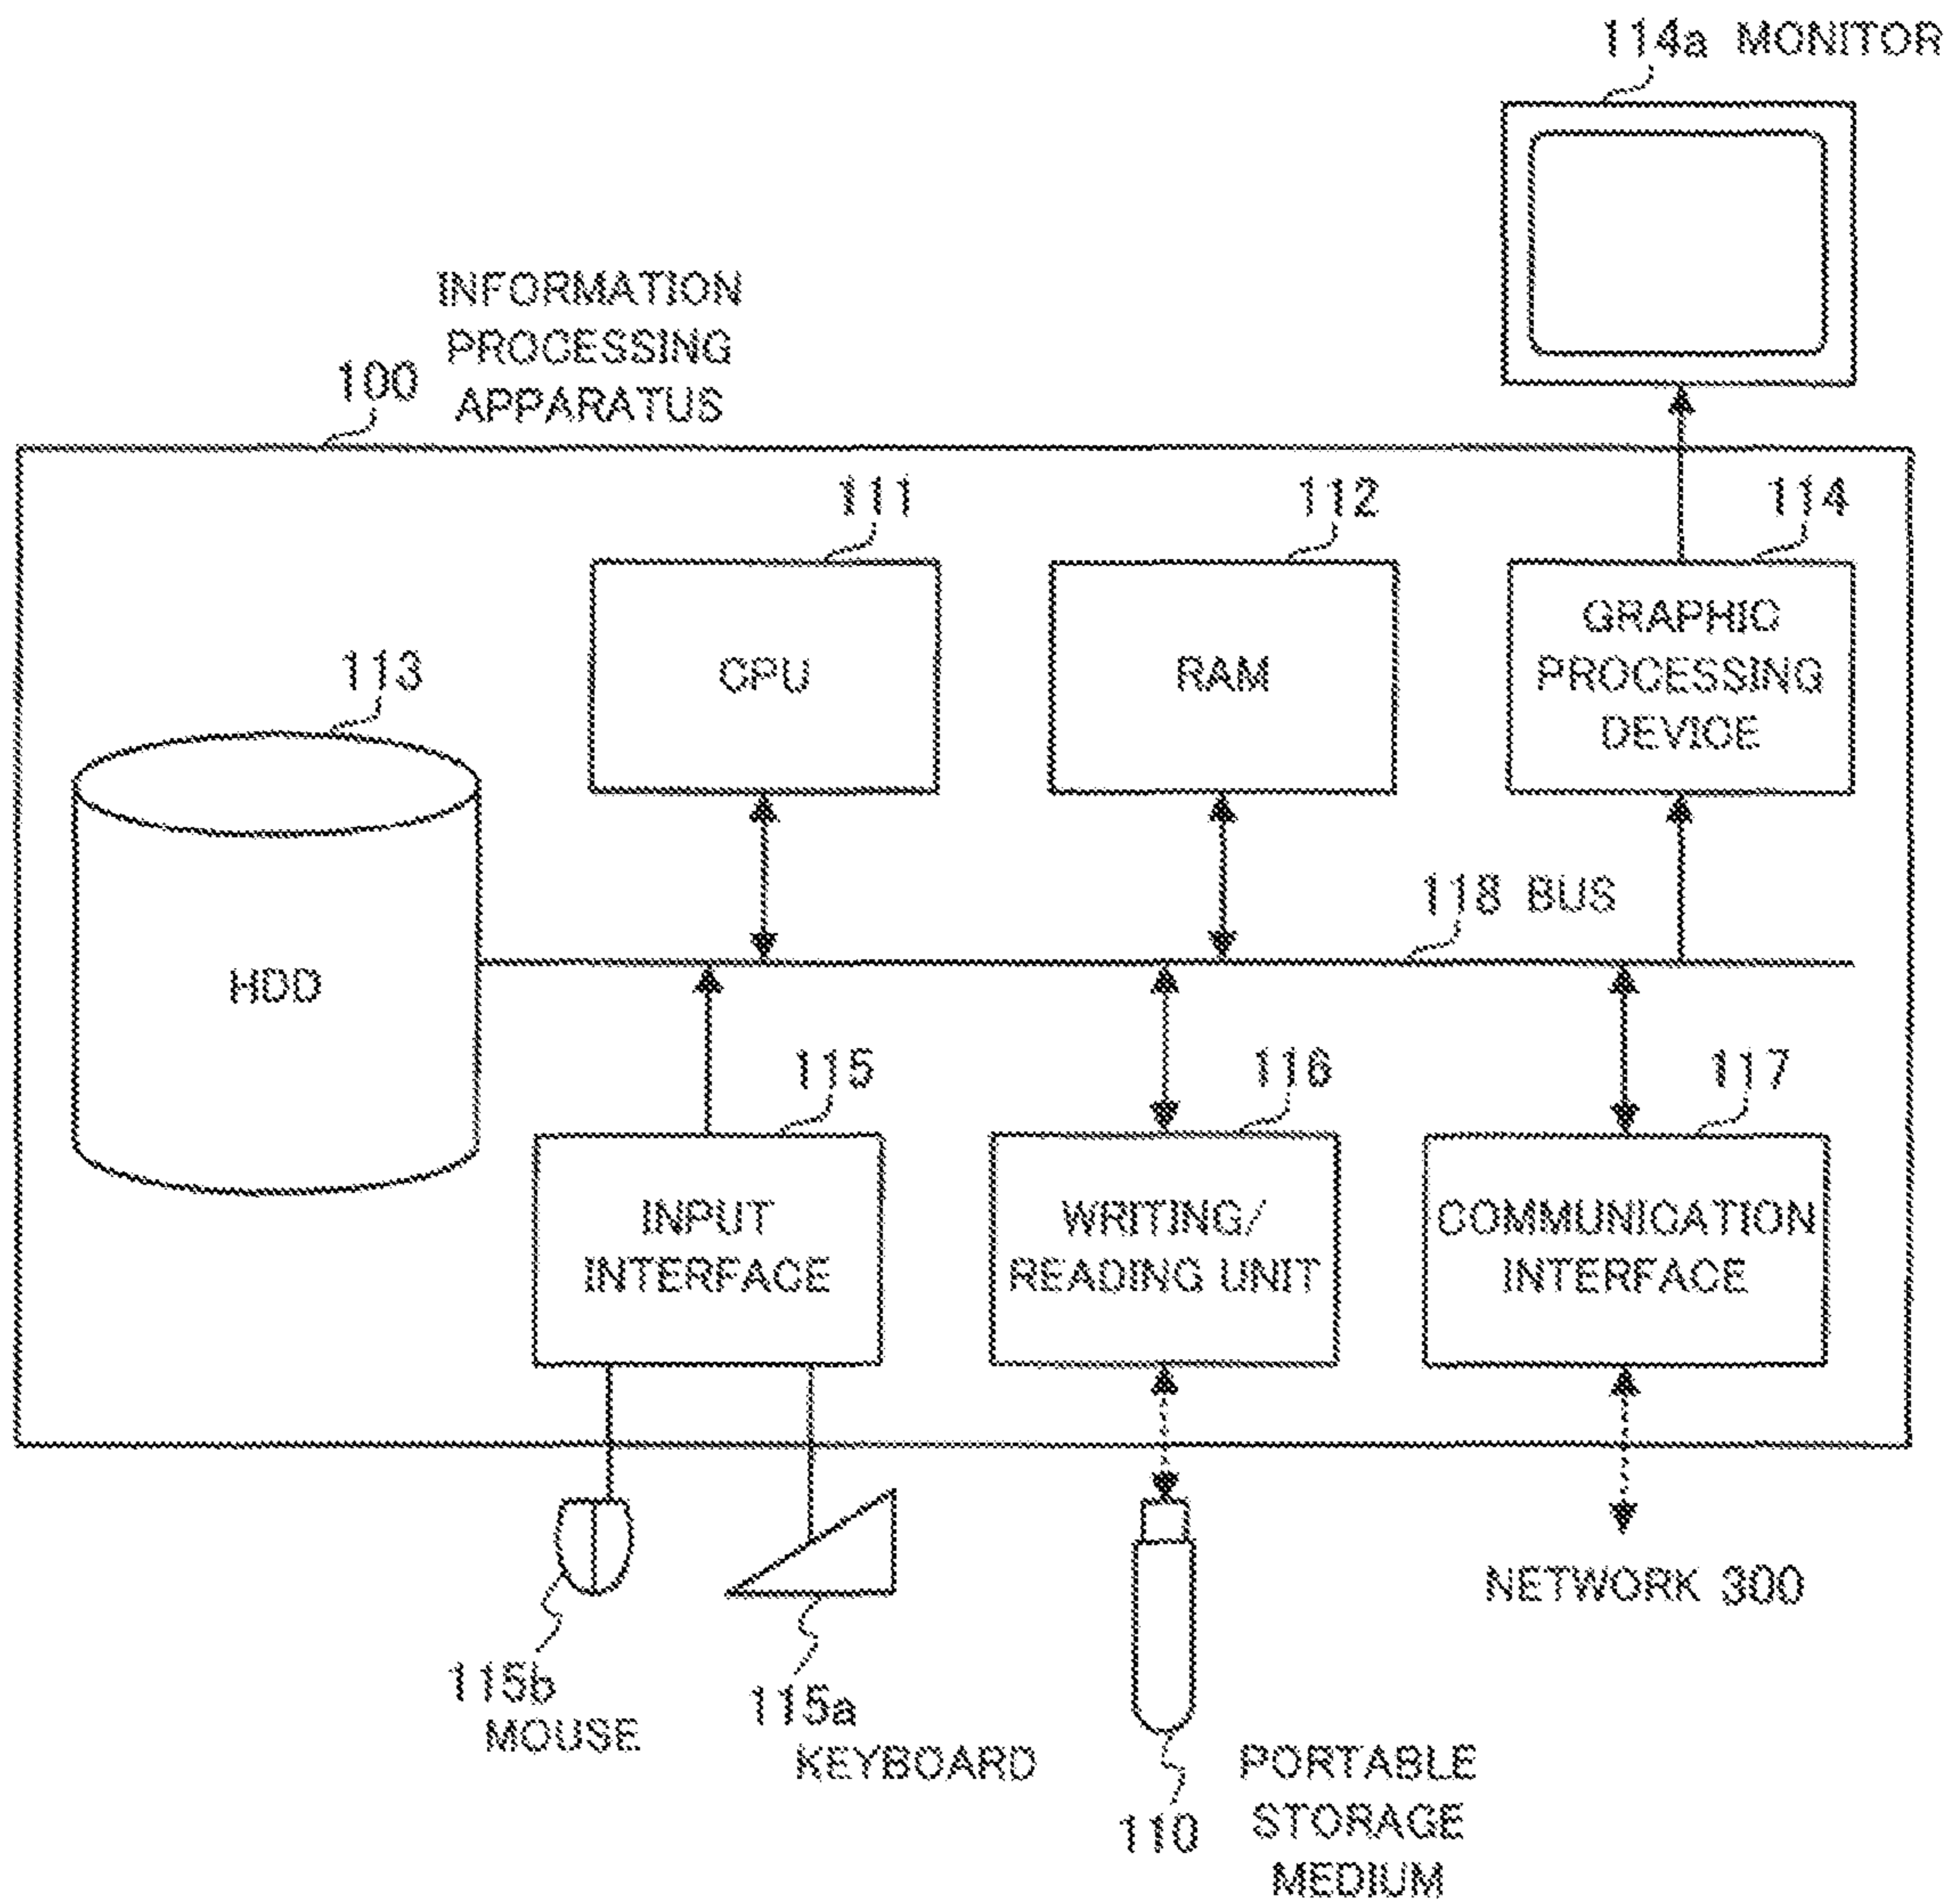 114a MONITOR
INFORMATION
PROCESSING
APPARATUS
100
111
112
114
CPU
RAM
GRAPHIC
PROCESSING
DEVICE
113
HDD
118 BUS
115
116
117
INPUT
INTERFACE
WRITING/
READING UNIT
COMMUNICATION
INTERFACE
NETWORK 300
115b
MOUSE
115a
KEYBOARD
110
PORTABLE
STORAGE
MEDIUM